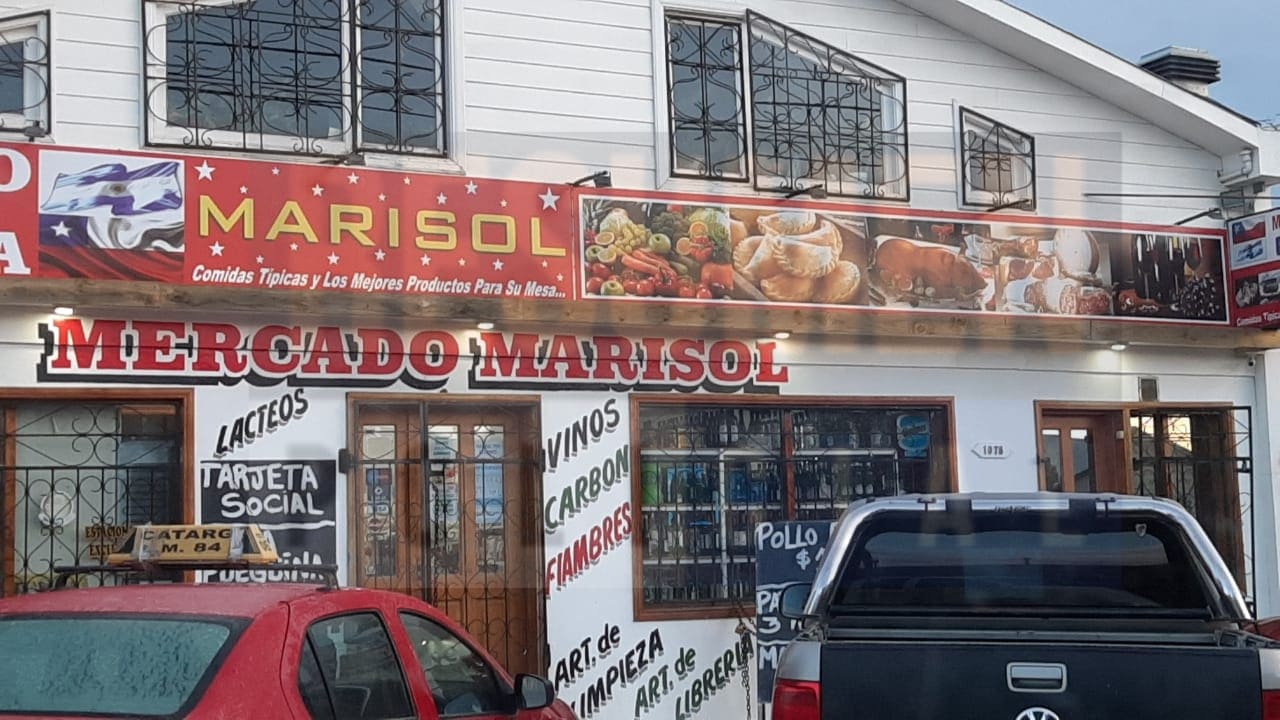 MARISOL
Comidas Típicas y Los Mejores Productos Para Su Mesa...
MERCADO MARISOL
LACTEOS
TARJETA
SOCIAL
FUEGUINA
VINOS
CARBON
FIAMBRES
ART. de
LIMPIEZA
ART. de
LIBRERIA
POLLO
$
1078
CATARG
M. 84